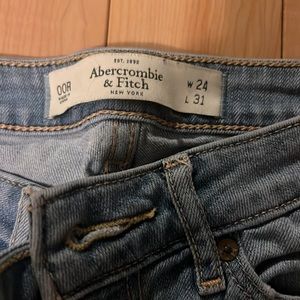 EST. 1892
Abercrombie
& Fitch
NEW YORK
00R
W 24
L 31